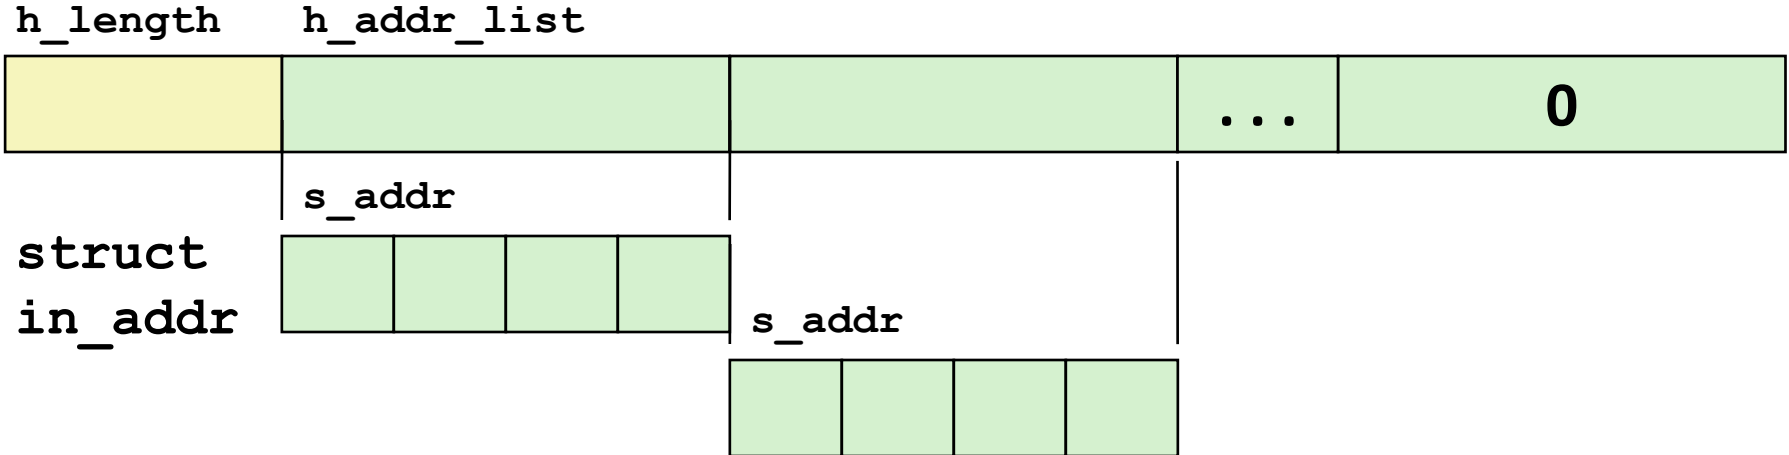 h_length h_addr_list
... 0
s_addr
struct
in_addr
s_addr